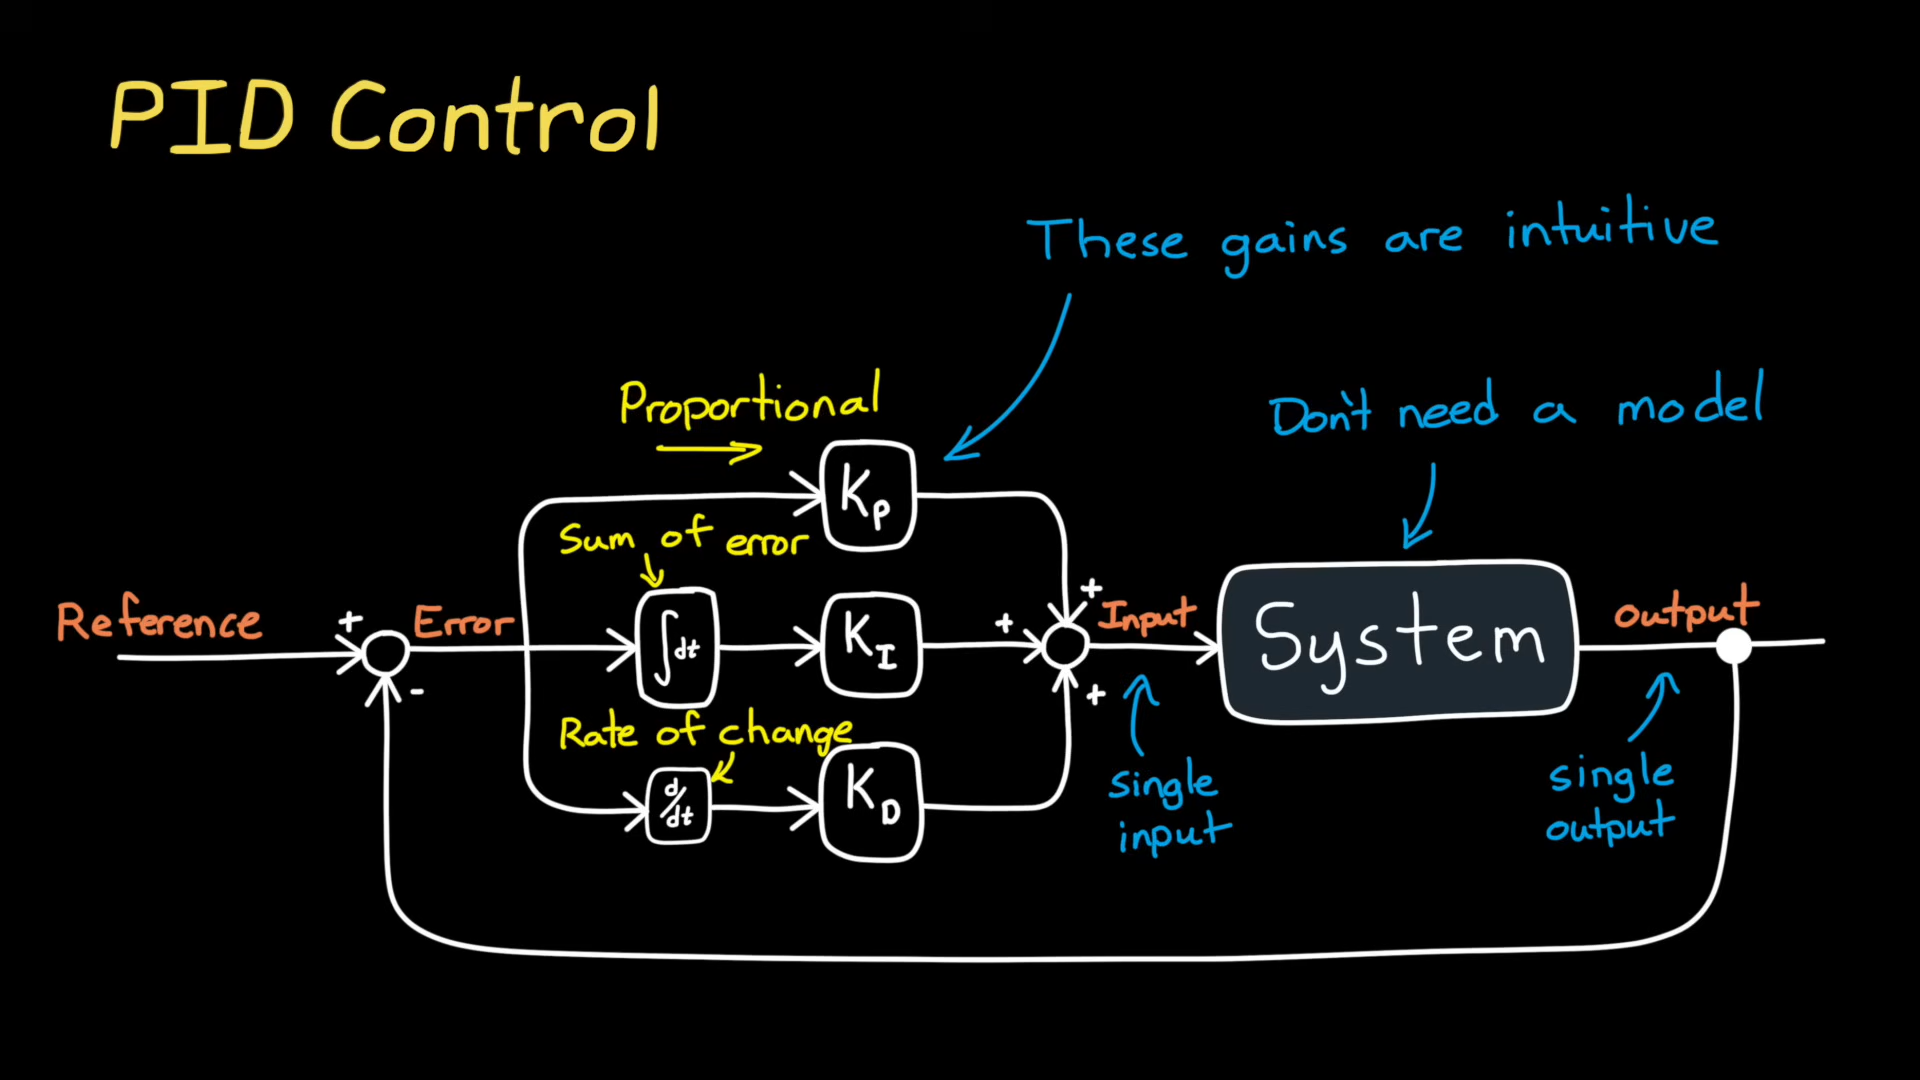 PID Control
These gains are intuitive
Proportional
Don't need a model
Kp
Sum of error
Reference
+
Error
∫dt
KI
+
+
Input
System
output
-
+
Rate of change
d/dt
KD
single
input
single
output